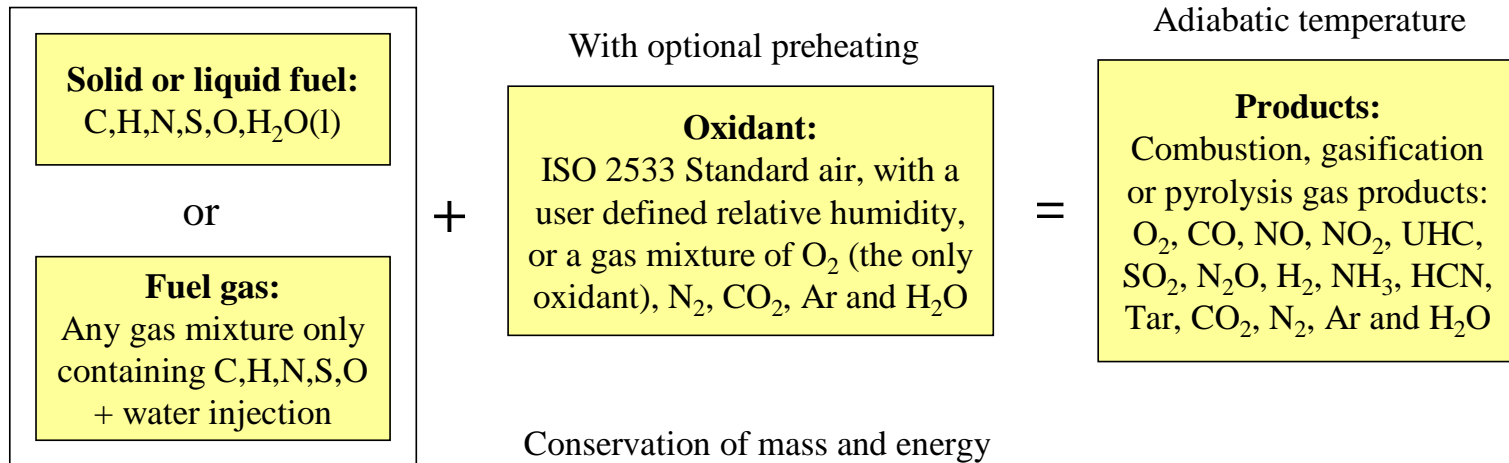 Solid or liquid fuel:
C,H,N,S,O,H₂O(l)
or
Fuel gas:
Any gas mixture only
containing C,H,N,S,O
+ water injection
+
With optional preheating
Oxidant:
ISO 2533 Standard air, with a
user defined relative humidity,
or a gas mixture of O₂ (the only
oxidant), N₂, CO₂, Ar and H₂O
Conservation of mass and energy
=
Adiabatic temperature
Products:
Combustion, gasification
or pyrolysis gas products:
O₂, CO, NO, NO₂, UHC,
SO₂, N₂O, H₂, NH₃, HCN,
Tar, CO₂, N₂, Ar and H₂O